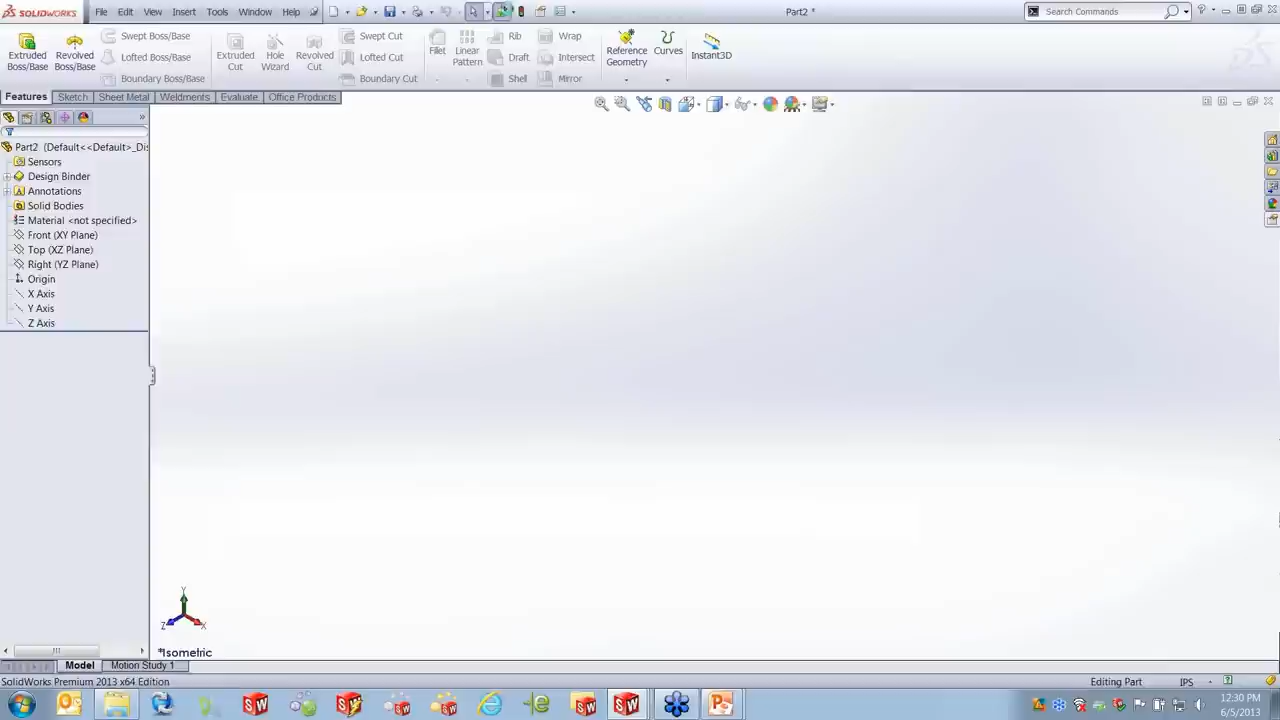 SOLIDWORKS File Edit View Insert Tools Window Help Part2 * Search Commands
Extruded Boss/Base
Revolved Boss/Base
Swept Boss/Base
Lofted Boss/Base
Boundary Boss/Base
Extruded Cut
Hole Wizard
Revolved Cut
Swept Cut
Lofted Cut
Boundary Cut
Fillet
Linear Pattern
Rib
Draft
Shell
Wrap
Intersect
Mirror
Reference Geometry
Curves
Instant3D
Features Sketch Sheet Metal Weldments Evaluate Office Products
Part2 (Default<<Default>_Dis
Sensors
Design Binder
Annotations
Solid Bodies
Material <not specified>
Front (XY Plane)
Top (XZ Plane)
Right (YZ Plane)
Origin
X Axis
Y Axis
Z Axis
Y
Z X
*Isometric
Model Motion Study 1
SolidWorks Premium 2013 x64 Edition Editing Part IPS
12:30 PM
6/5/2013